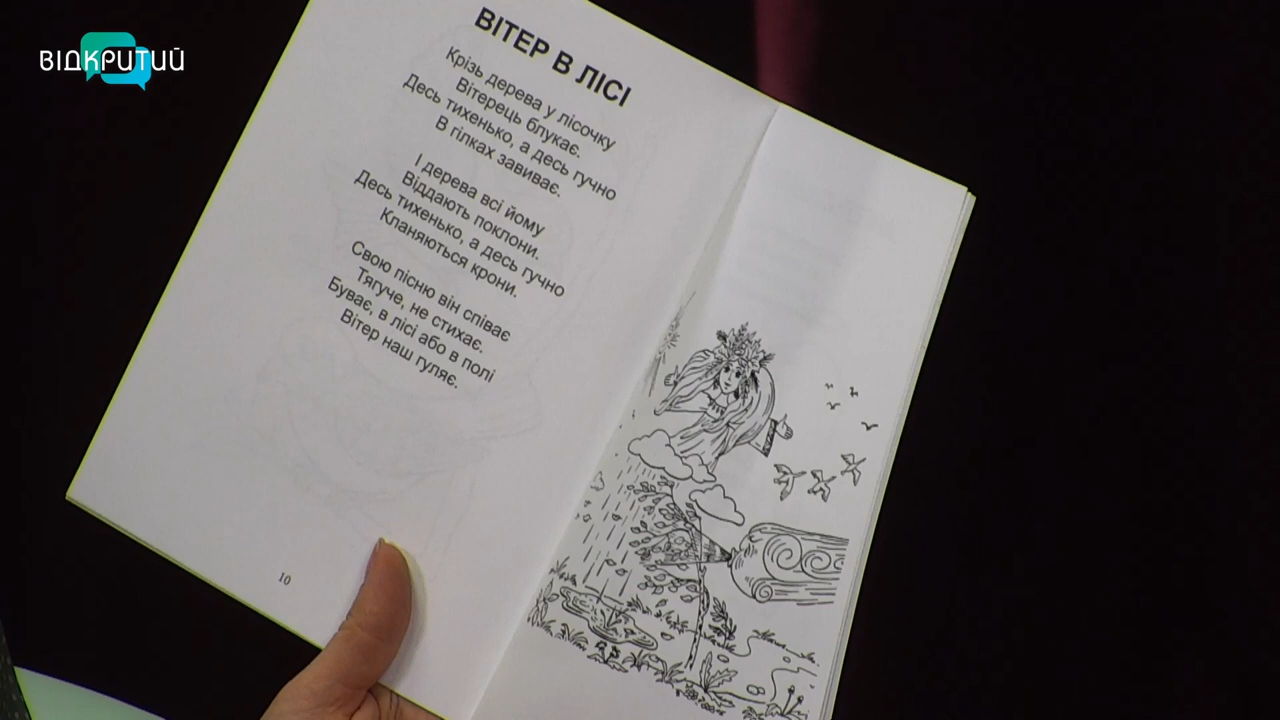 ВІДКРИТИЙ
ВІТЕР В ЛІСІ
Крізь дерева у лісочку
Вітерець блукає.
Десь тихенько, а десь гучно
В гілках завиває.
І дерева всі йому
Віддають поклони.
Десь тихенько, а десь гучно
Кланяються крони.
Свою пісню він співає
Тягуче, не стихає.
Буває, в лісі або в полі
Вітер наш гуляє.
10